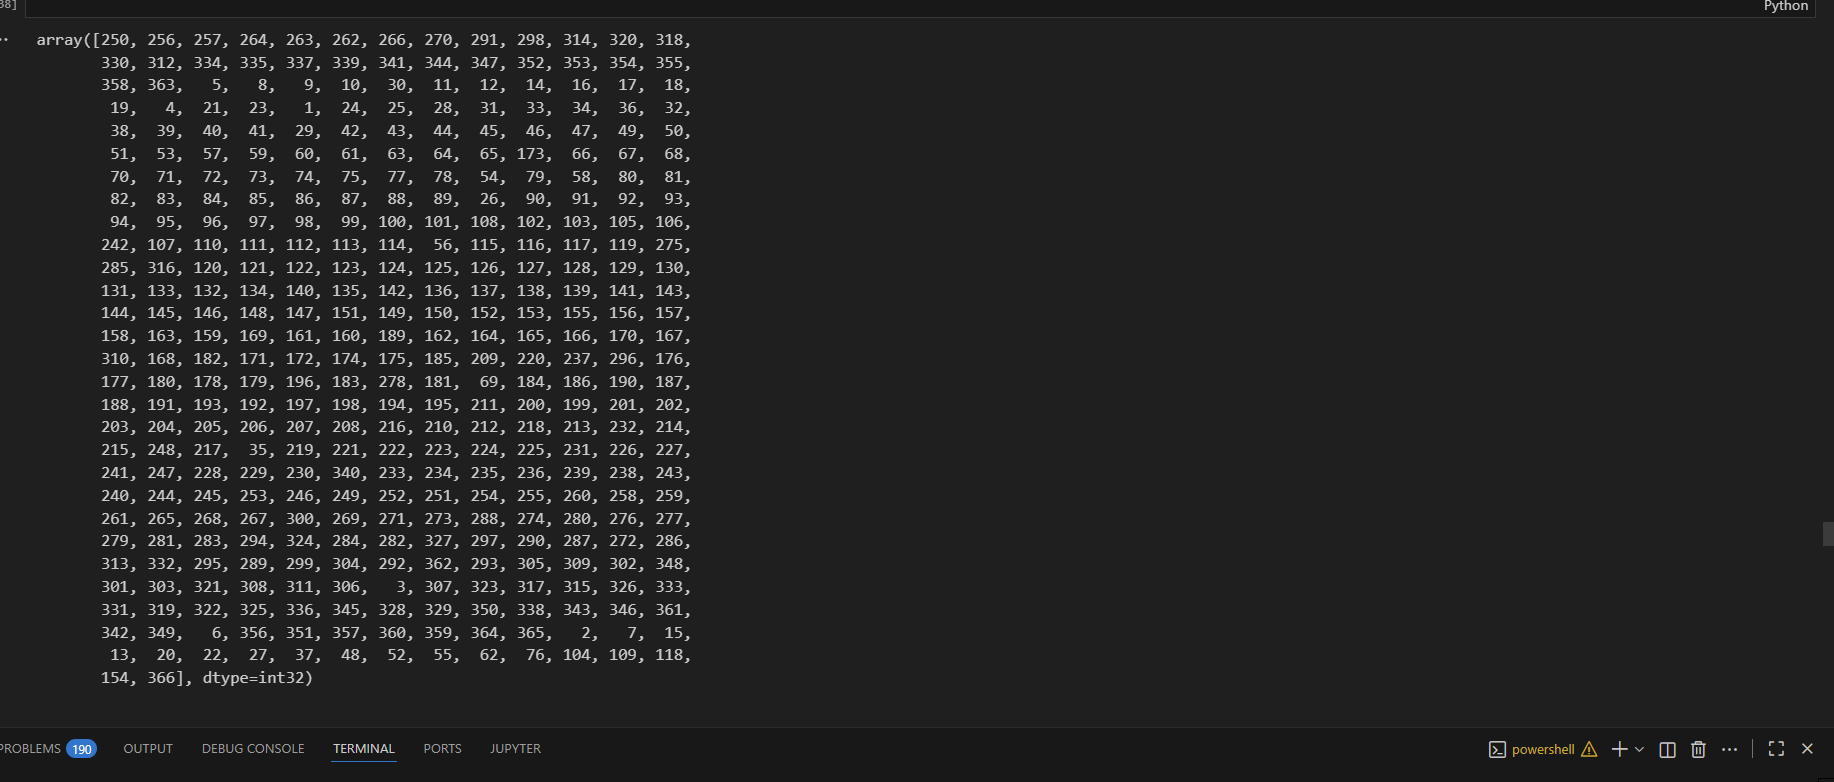 38]
Python
array([250, 256, 257, 264, 263, 262, 266, 270, 291, 298, 314, 320, 318,
330, 312, 334, 335, 337, 339, 341, 344, 347, 352, 353, 354, 355,
358, 363, 5, 8, 9, 10, 30, 11, 12, 14, 16, 17, 18,
19, 4, 21, 23, 1, 24, 25, 28, 31, 33, 34, 36, 32,
38, 39, 40, 41, 29, 42, 43, 44, 45, 46, 47, 49, 50,
51, 53, 57, 59, 60, 61, 63, 64, 65, 173, 66, 67, 68,
70, 71, 72, 73, 74, 75, 77, 78, 54, 79, 58, 80, 81,
82, 83, 84, 85, 86, 87, 88, 89, 26, 90, 91, 92, 93,
94, 95, 96, 97, 98, 99, 100, 101, 108, 102, 103, 105, 106,
242, 107, 110, 111, 112, 113, 114, 56, 115, 116, 117, 119, 275,
285, 316, 120, 121, 122, 123, 124, 125, 126, 127, 128, 129, 130,
131, 133, 132, 134, 140, 135, 142, 136, 137, 138, 139, 141, 143,
144, 145, 146, 148, 147, 151, 149, 150, 152, 153, 155, 156, 157,
158, 163, 159, 169, 161, 160, 189, 162, 164, 165, 166, 170, 167,
310, 168, 182, 171, 172, 174, 175, 185, 209, 220, 237, 296, 176,
177, 180, 178, 179, 196, 183, 278, 181, 69, 184, 186, 190, 187,
188, 191, 193, 192, 197, 198, 194, 195, 211, 200, 199, 201, 202,
203, 204, 205, 206, 207, 208, 216, 210, 212, 218, 213, 232, 214,
215, 248, 217, 35, 219, 221, 222, 223, 224, 225, 231, 226, 227,
241, 247, 228, 229, 230, 340, 233, 234, 235, 236, 239, 238, 243,
240, 244, 245, 253, 246, 249, 252, 251, 254, 255, 260, 258, 259,
261, 265, 268, 267, 300, 269, 271, 273, 288, 274, 280, 276, 277,
279, 281, 283, 294, 324, 284, 282, 327, 297, 290, 287, 272, 286,
313, 332, 295, 289, 299, 304, 292, 362, 293, 305, 309, 302, 348,
301, 303, 321, 308, 311, 306, 3, 307, 323, 317, 315, 326, 333,
331, 319, 322, 325, 336, 345, 328, 329, 350, 338, 343, 346, 361,
342, 349, 6, 356, 351, 357, 360, 359, 364, 365, 2, 7, 15,
13, 20, 22, 27, 37, 48, 52, 55, 62, 76, 104, 109, 118,
154, 366], dtype=int32)
PROBLEMS 190 OUTPUT DEBUG CONSOLE TERMINAL PORTS JUPYTER powershell